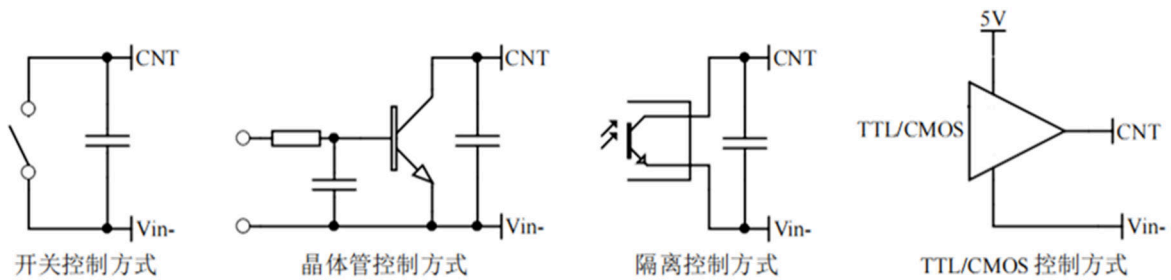 5V
CNT
CNT
CNT
TTL/CMOS
CNT
Vin-
Vin-
Vin-
Vin-
开关控制方式
晶体管控制方式
隔离控制方式
TTL/CMOS 控制方式